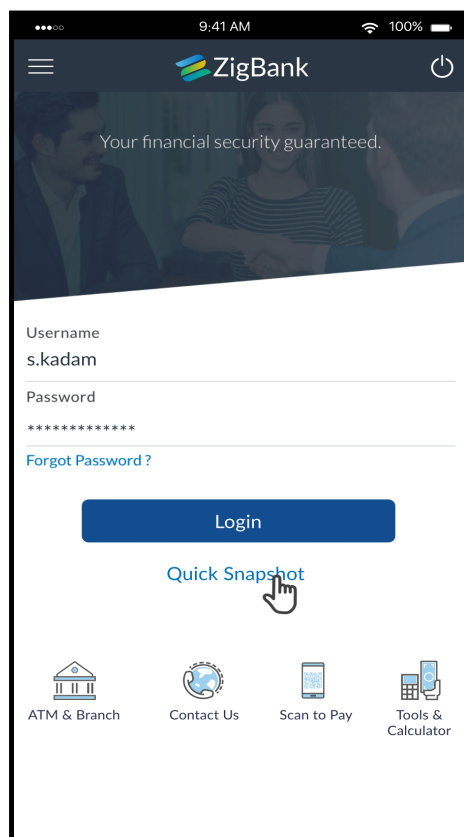 9:41 AM
100%
ZigBank
Your financial security guaranteed.
Username
s.kadam
Password
*************
Forgot Password ?
Login
Quick Snapshot
ATM & Branch
Contact Us
Scan to Pay
Tools &
Calculator